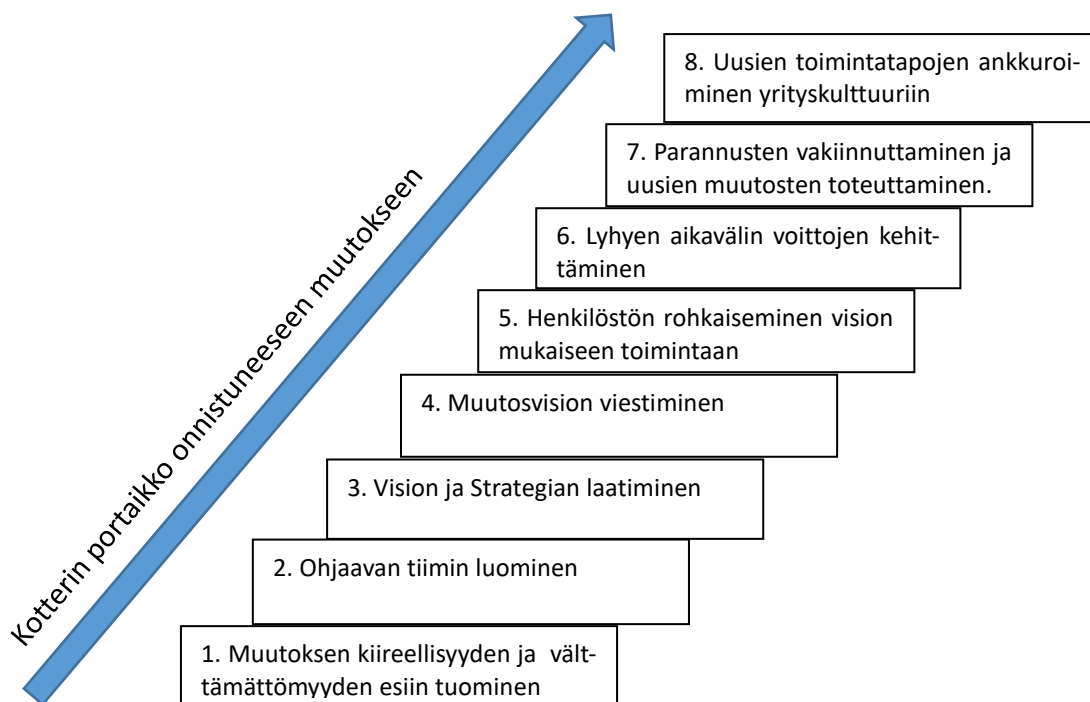 Kotterin portaikko onnistuneeseen muutokseen
8. Uusien toimintatapojen ankkuroi-
minen yrityskulttuuriin
7. Parannusten vakiinnuttaminen ja
uusien muutosten toteuttaminen.
6. Lyhyen aikavälin voittojen kehit-
täminen
5. Henkilöstön rohkaiseminen vision
mukaiseen toimintaan
4. Muutosvision viestiminen
3. Vision ja Strategian laatiminen
2. Ohjaavan tiimin luominen
1. Muutoksen kiireellisyyden ja vält-
tämättömyyden esiin tuominen